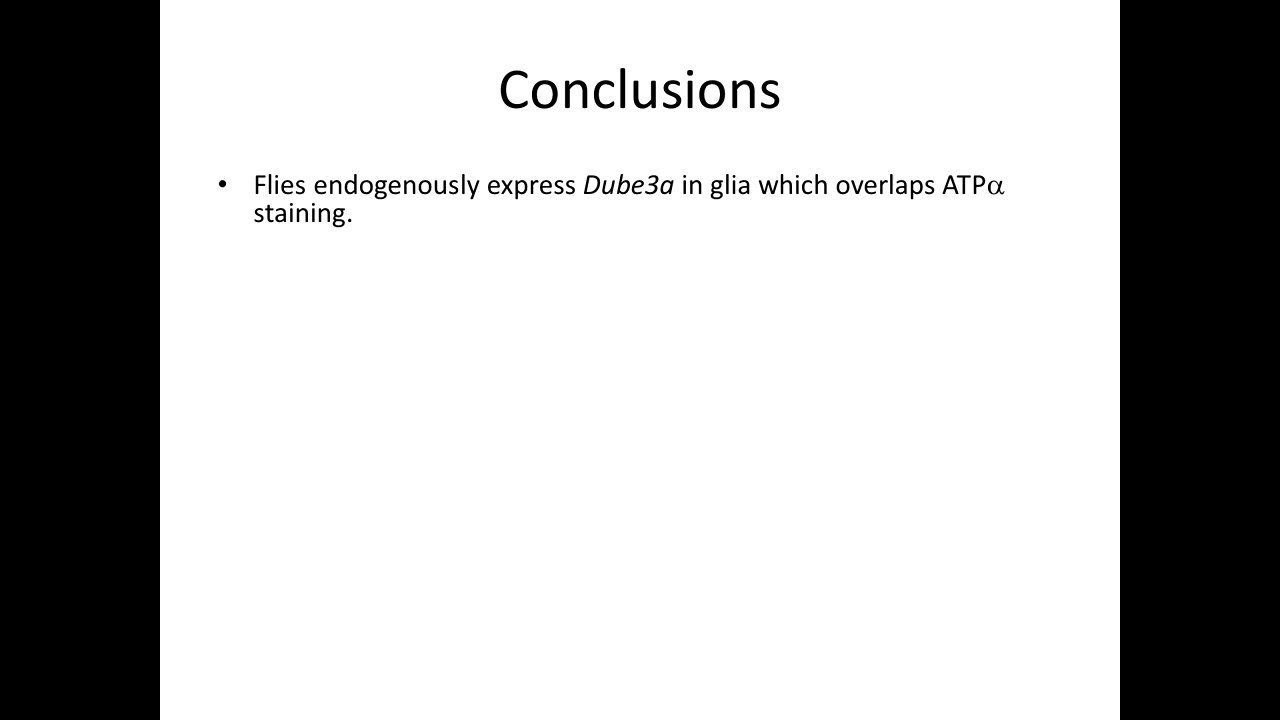 Conclusions
• Flies endogenously express Dube3a in glia which overlaps ATPα
staining.